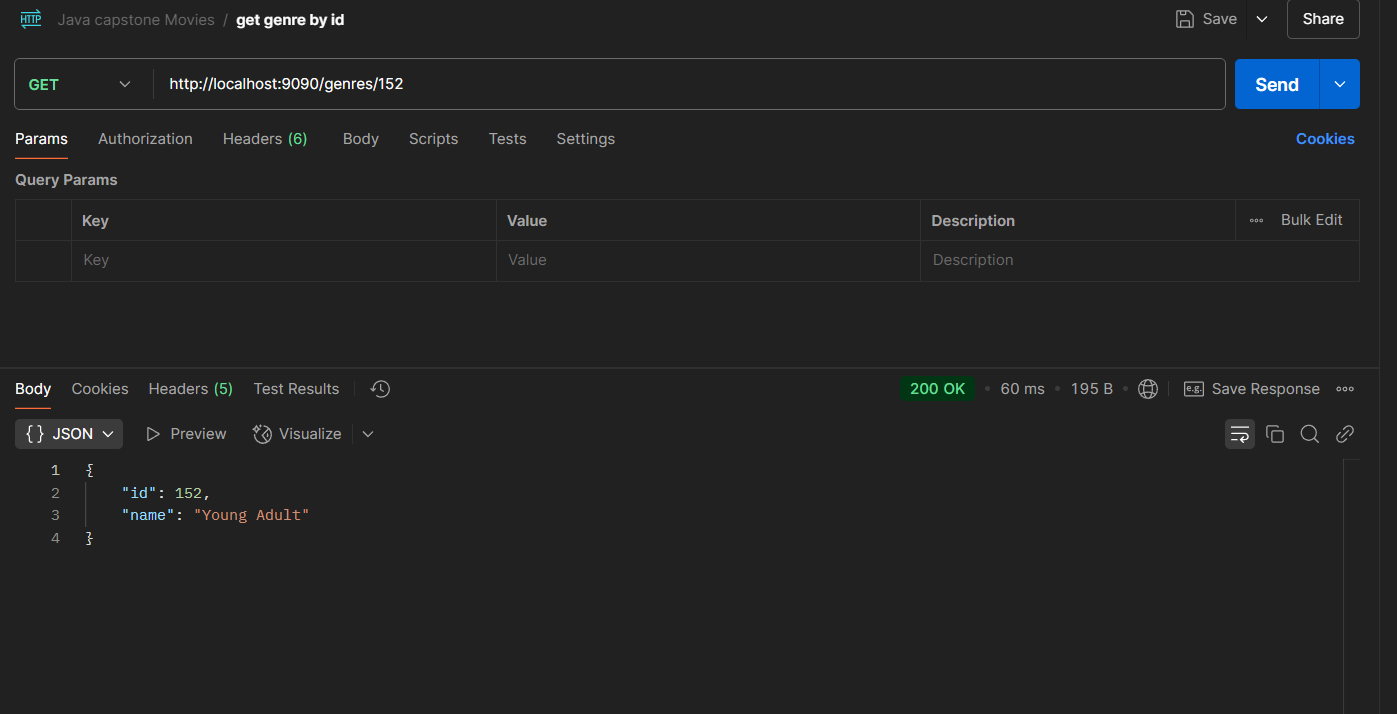 HTTP Java capstone Movies / get genre by id Save Share
GET http://localhost:9090/genres/152 Send
Params Authorization Headers (6) Body Scripts Tests Settings Cookies
Query Params
Key Value Description Bulk Edit
Key Value Description
Body Cookies Headers (5) Test Results 200 OK • 60 ms • 195 B • e.g. Save Response
{ } JSON Preview Visualize
1 {
2 "id": 152,
3 "name": "Young Adult"
4 }